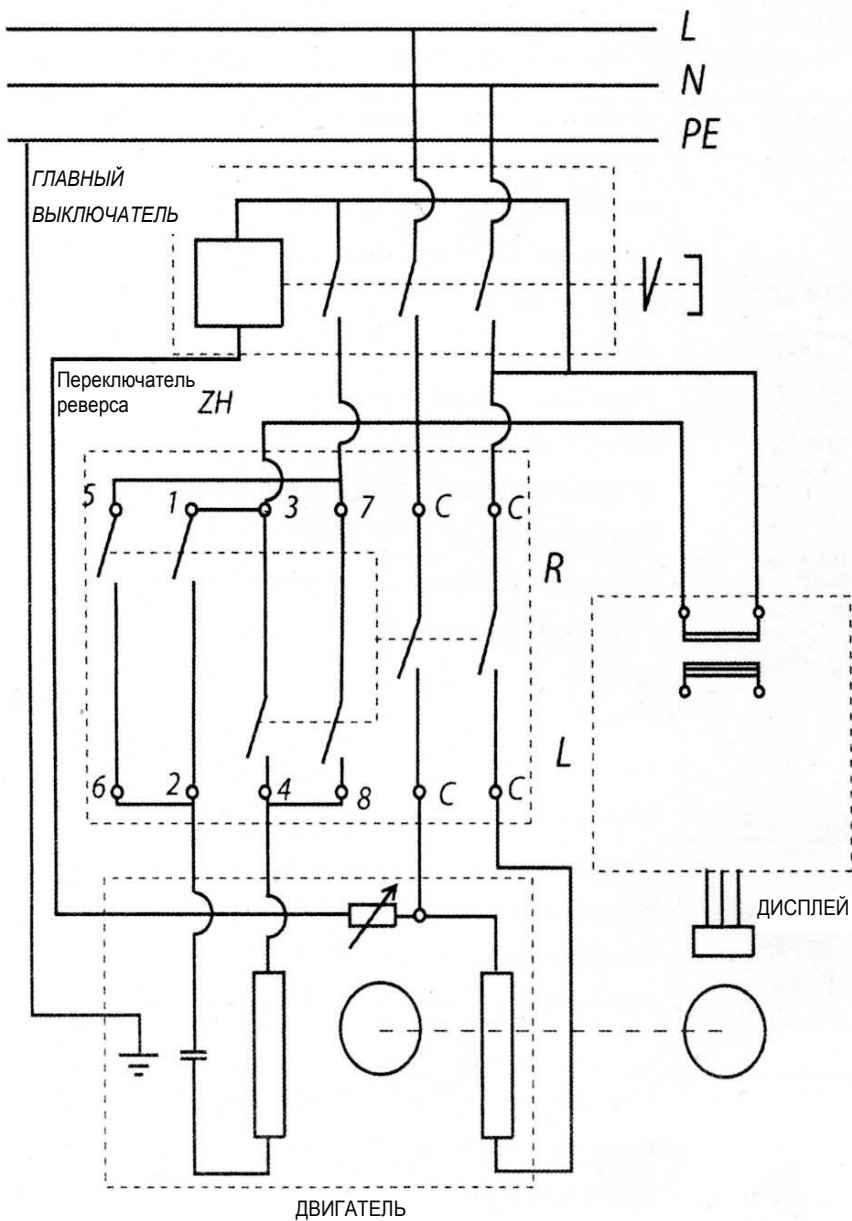 L
N
PE
ГЛАВНЫЙ
ВЫКЛЮЧАТЕЛЬ
Переключатель
реверса
ZH
5
1
3
7
C
C
R
6
2
4
8
C
C
L
ДИСПЛЕЙ
ДВИГАТЕЛЬ